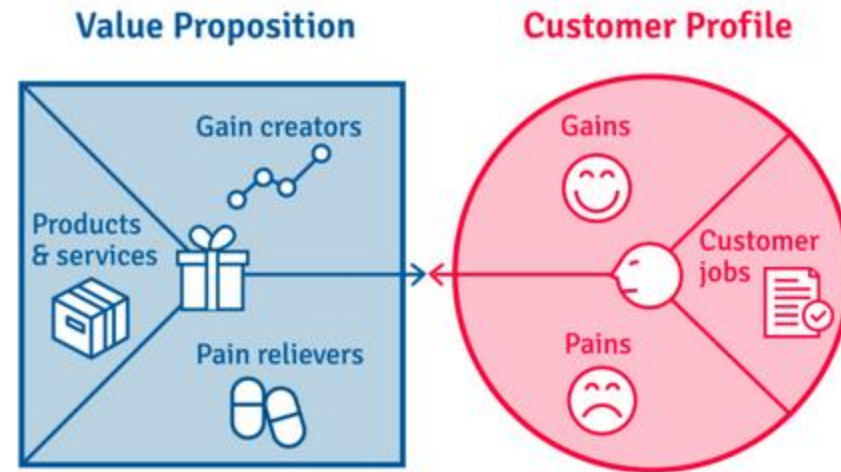 Value Proposition
Customer Profile
Gain creators
Products
& services
Pain relievers
Gains
Customer
jobs
Pains